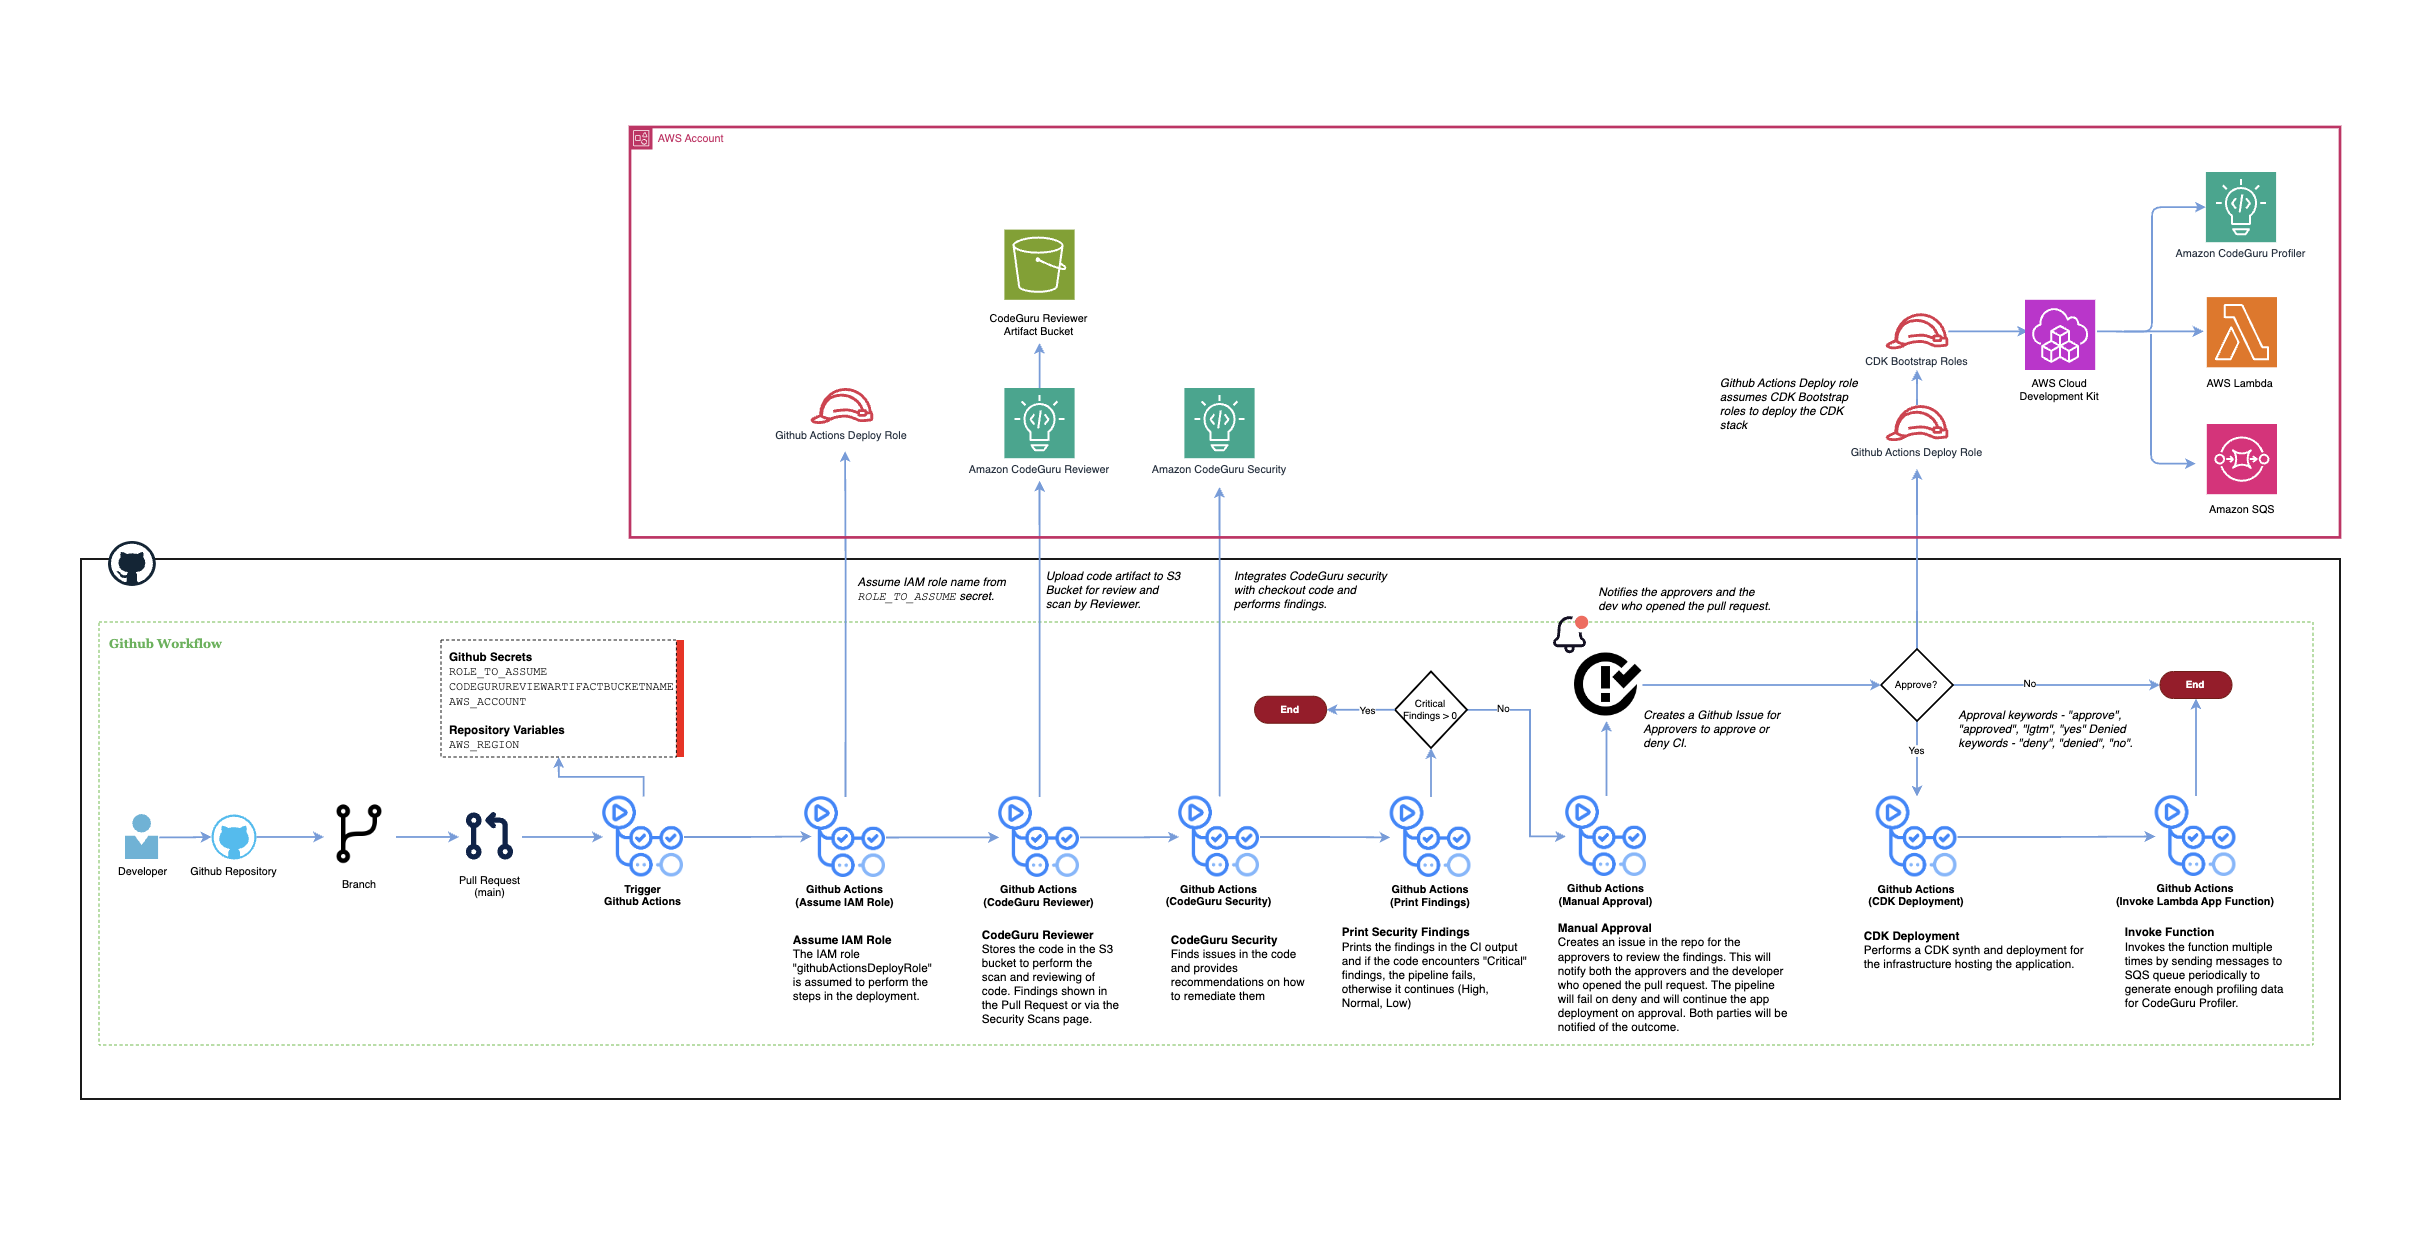 AWS Account
Amazon CodeGuru Profiler
CodeGuru Reviewer
Artifact Bucket
CDK Bootstrap Roles
AWS Cloud
Development Kit
AWS Lambda
Github Actions Deploy role
assumes CDK Bootstrap
roles to deploy the CDK
stack
Github Actions Deploy Role
Amazon CodeGuru Reviewer
Amazon CodeGuru Security
Github Actions Deploy Role
Amazon SQS
Assume IAM role name from
ROLE_TO_ASSUME secret.
Upload code artifact to S3
Bucket for review and
scan by Reviewer.
Integrates CodeGuru security
with checkout code and
performs findings.
Notifies the approvers and the
dev who opened the pull request.
Github Workflow
Github Secrets
ROLE_TO_ASSUME
CODEGURUREVIEWARTIFACTBUCKETNAME
AWS_ACCOUNT
Repository Variables
AWS_REGION
End
Yes
Critical
Findings > 0
No
Creates a Github Issue for
Approvers to approve or
deny CI.
Approve?
No
End
Yes
Approval keywords - "approve",
"approved", "lgtm", "yes" Denied
keywords - "deny", "denied", "no".
Developer
Github Repository
Branch
Pull Request
(main)
Trigger
Github Actions
Github Actions
(Assume IAM Role)
Github Actions
(CodeGuru Reviewer)
Github Actions
(CodeGuru Security)
Github Actions
(Print Findings)
Github Actions
(Manual Approval)
Github Actions
(CDK Deployment)
Github Actions
(Invoke Lambda App Function)
Assume IAM Role
The IAM role
"githubActionsDeployRole"
is assumed to perform the
steps in the deployment.
CodeGuru Reviewer
Stores the code in the S3
bucket to perform the
scan and reviewing of
code. Findings shown in
the Pull Request or via the
Security Scans page.
CodeGuru Security
Finds issues in the code
and provides
recommendations on how
to remediate them
Print Security Findings
Prints the findings in the CI output
and if the code encounters "Critical"
findings, the pipeline fails,
otherwise it continues (High,
Normal, Low)
Manual Approval
Creates an issue in the repo for the
approvers to review the findings. This will
notify both the approvers and the developer
who opened the pull request. The pipeline
will fail on deny and will continue the app
deployment on approval. Both parties will be
notified of the outcome.
CDK Deployment
Performs a CDK synth and deployment for
the infrastructure hosting the application.
Invoke Function
Invokes the function multiple
times by sending messages to
SQS queue periodically to
generate enough profiling data
for CodeGuru Profiler.